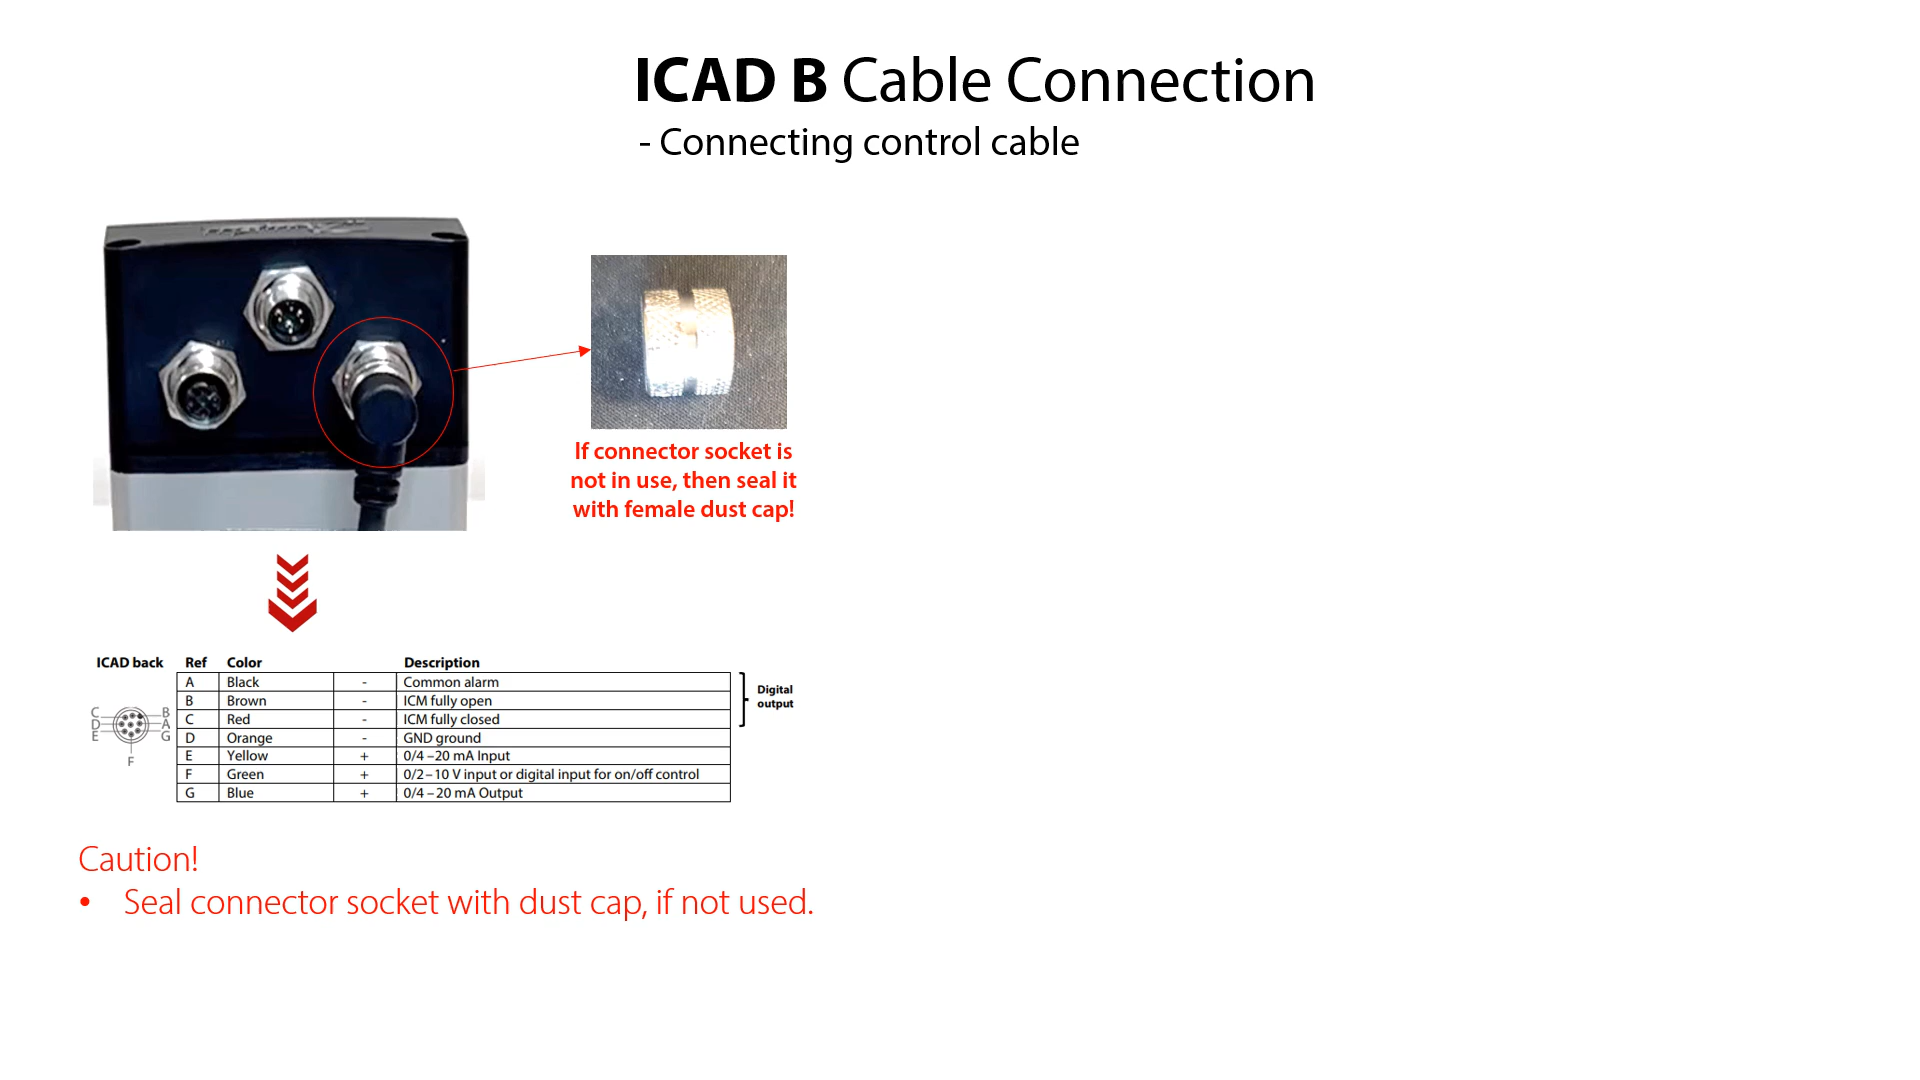 ICAD B Cable Connection
- Connecting control cable
If connector socket is
not in use, then seal it
with female dust cap!
ICAD back Ref Color Description
A Black - Common alarm
B Brown - ICM fully open
C Red - ICM fully closed
D Orange - GND ground
E Yellow + 0/4 –20 mA Input
F Green + 0/2–10 V input or digital input for on/off control
G Blue + 0/4 – 20 mA Output
Digital
output
C B
D A
E G
F
Caution!
• Seal connector socket with dust cap, if not used.